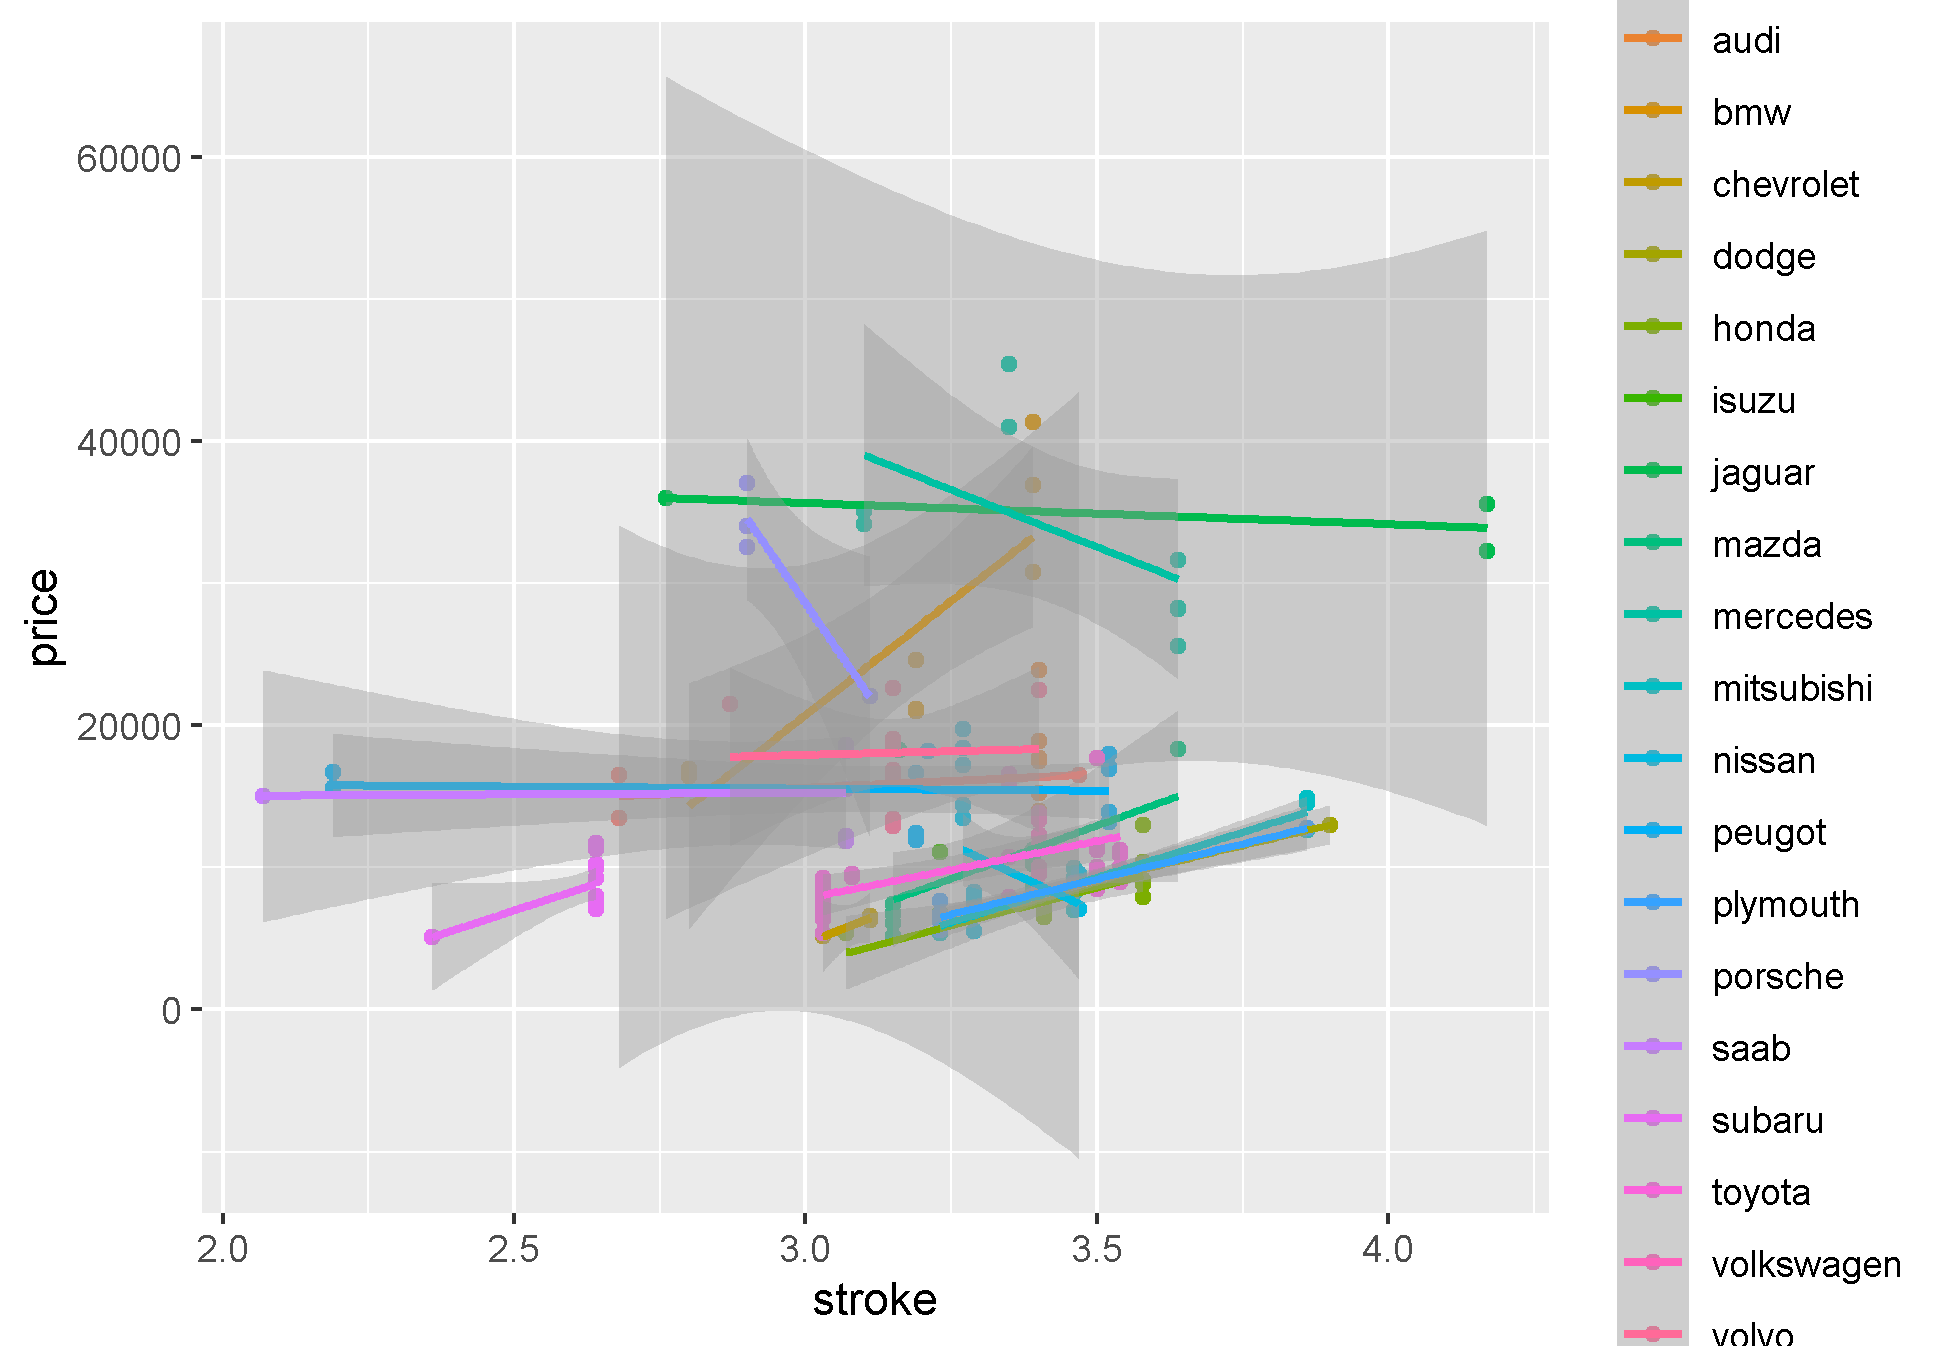 60000
40000
20000
0
price
2.0
2.5
3.0
3.5
4.0
stroke
audi
bmw
chevrolet
dodge
honda
isuzu
jaguar
mazda
mercedes
mitsubishi
nissan
peugot
plymouth
porsche
saab
subaru
toyota
volkswagen
volvo